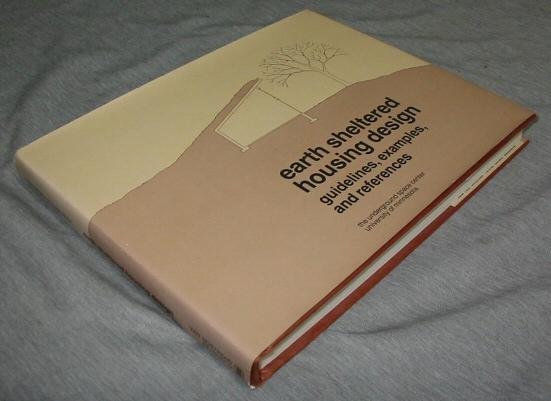 earth sheltered
housing design
guidelines, examples,
and references
the underground space center
university of minnesota